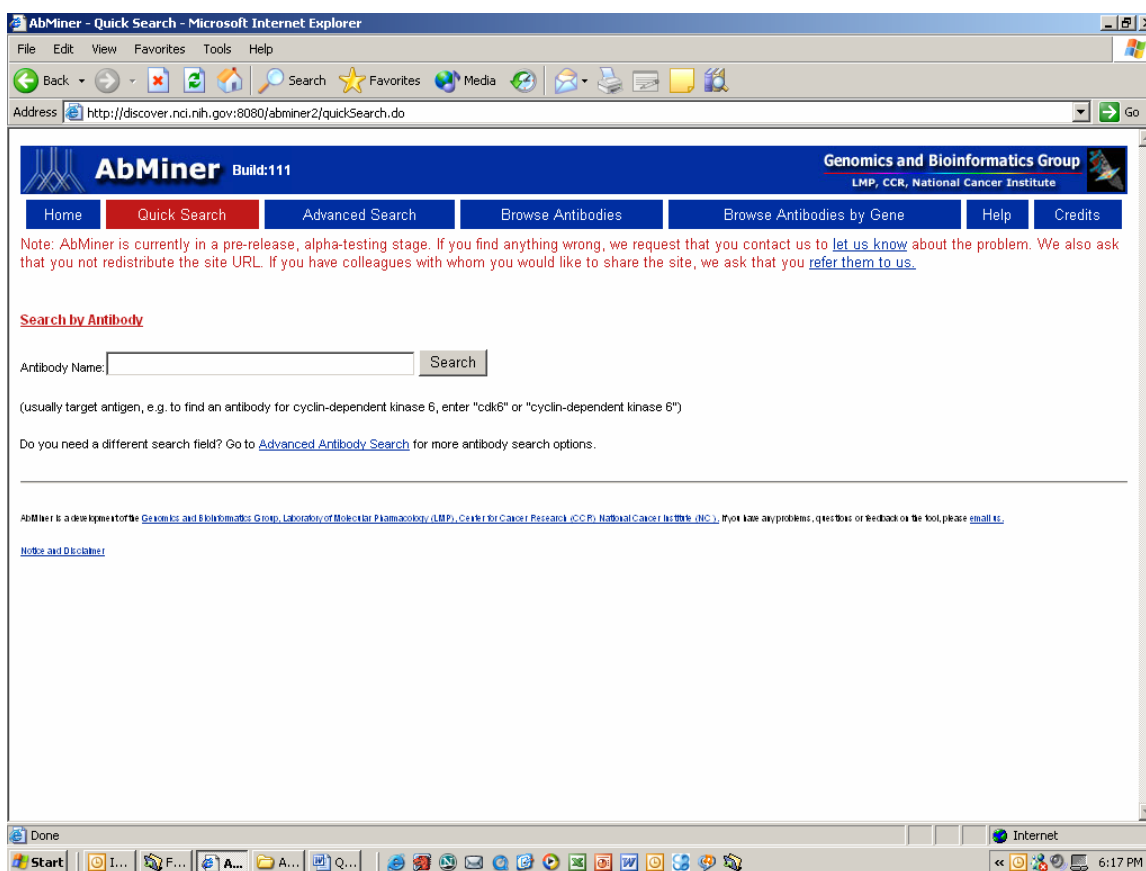 AbMiner - Quick Search - Microsoft Internet Explorer
File Edit View Favorites Tools Help
Back Search Favorites Media
Address http://discover.nci.nih.gov:8080/abminer2/quickSearch.do Go
AbMiner Build:111
Genomics and Bioinformatics Group
LMP, CCR, National Cancer Institute
Home Quick Search Advanced Search Browse Antibodies Browse Antibodies by Gene Help Credits
Note: AbMiner is currently in a pre-release, alpha-testing stage. If you find anything wrong, we request that you contact us to let us know about the problem. We also ask
that you not redistribute the site URL. If you have colleagues with whom you would like to share the site, we ask that you refer them to us.
Search by Antibody
Antibody Name: Search
(usually target antigen, e.g. to find an antibody for cyclin-dependent kinase 6, enter "cdk6" or "cyclin-dependent kinase 6")
Do you need a different search field? Go to Advanced Antibody Search for more antibody search options.
AbMiner is a development of the Genomics and Bioinformatics Group, Laboratory of Molecular Pharmacology (LMP), Center for Cancer Research (CCR) National Cancer Institute (NCI). If you have any problems, questions or feedback on the tool, please email us.
Notice and Disclaimer
Done Internet
Start I... F... A... A... Q... « 6:17 PM